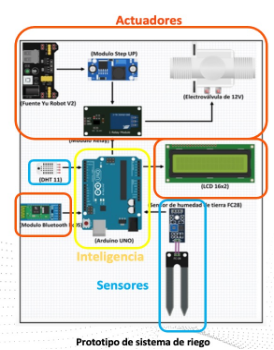 Actuadores
(Modulo Step UP)
(Fuente Yu Robot V2)
(Electroválvula de 12V)
(Modulo Relay)
(DHT 11)
(LCD 16x2)
Sensor de humedad de tierra FC28)
(Modulo Bluetooth
(Arduino UNO)
Inteligencia
Sensores
Prototipo de sistema de riego